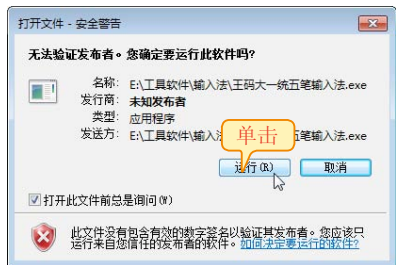 打开文件 - 安全警告
无法验证发布者。您确定要运行此软件吗?
名称: E:\工具软件\输入法\王码大一统五笔输入法.exe
发行商: 未知发布者
类型: 应用程序
发送方: E:\工具软件\输入 五笔输入法.exe
单击
运行(R) 取消
打开此文件前总是询问(W)
此文件没有包含有效的数字签名以验证其发布者。您应该只
运行来自您信任的发布者的软件。如何决定要运行的软件?